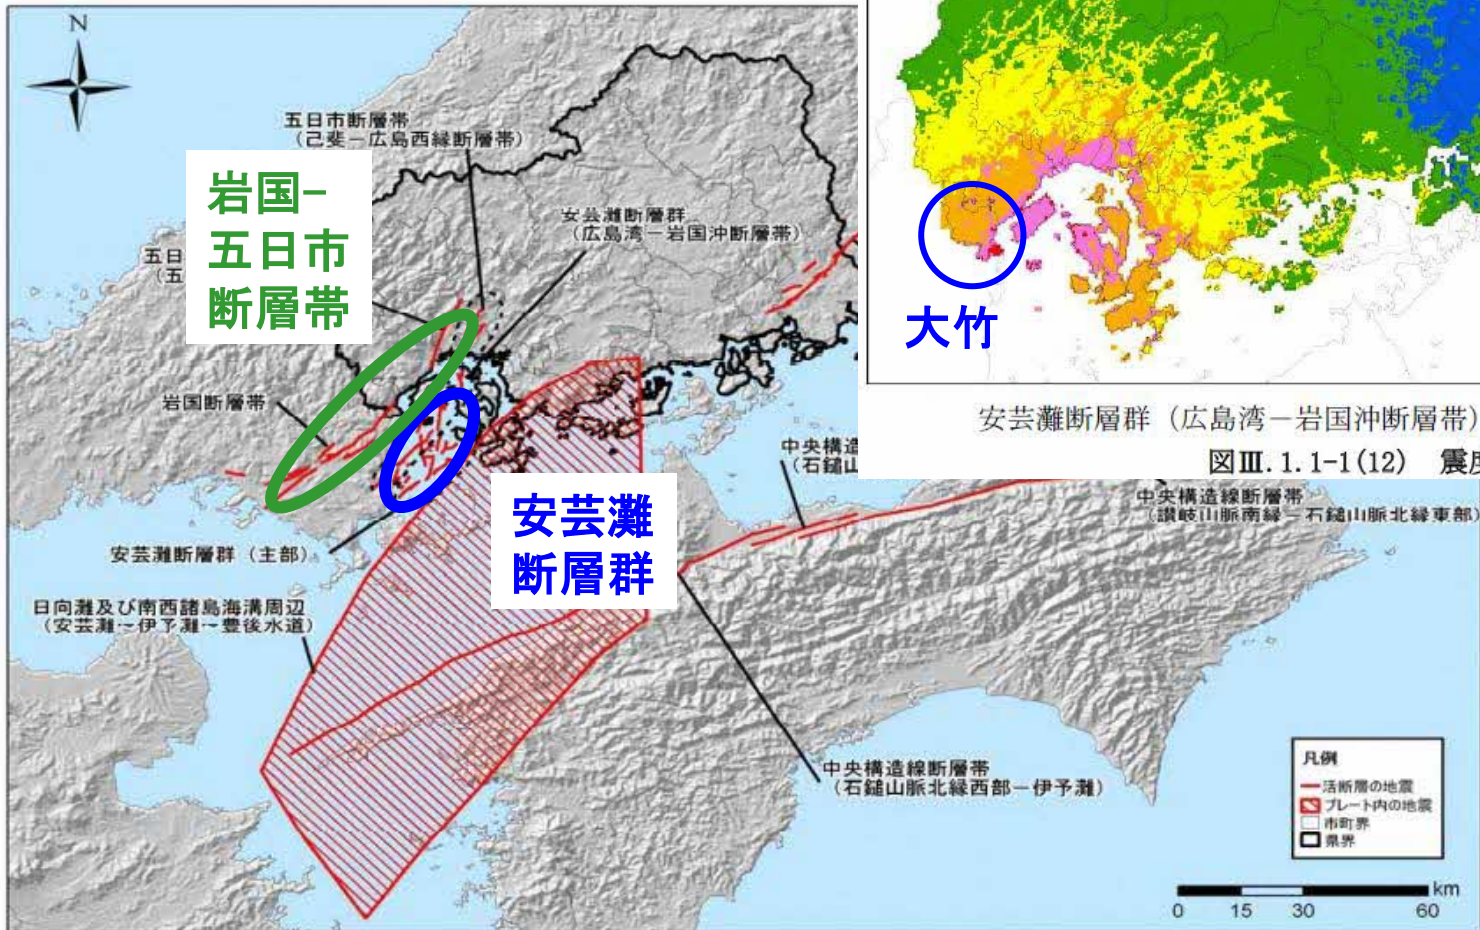 N
五日市断層帯
(己斐－広島西縁断層帯)
岩国-
五日市
断層帯
安芸灘断層群
(広島湾－岩国沖断層帯)
五日
(五
岩国断層帯
安芸灘断層群 (主部)
安芸灘
断層群
日向灘及び南西諸島海溝周辺
(安芸灘～伊予灘～豊後水道)
大竹
安芸灘断層群（広島湾－岩国沖断層帯）
図Ⅲ.1.1-1(12) 震度
中央構造
(石鎚山
中央構造線断層帯
(讃岐山脈南縁－石鎚山脈北縁東部)
中央構造線断層帯
(石鎚山脈北縁西部－伊予灘)
凡例
活断層の地震
プレート内の地震
市町界
県界
km
0 15 30 60